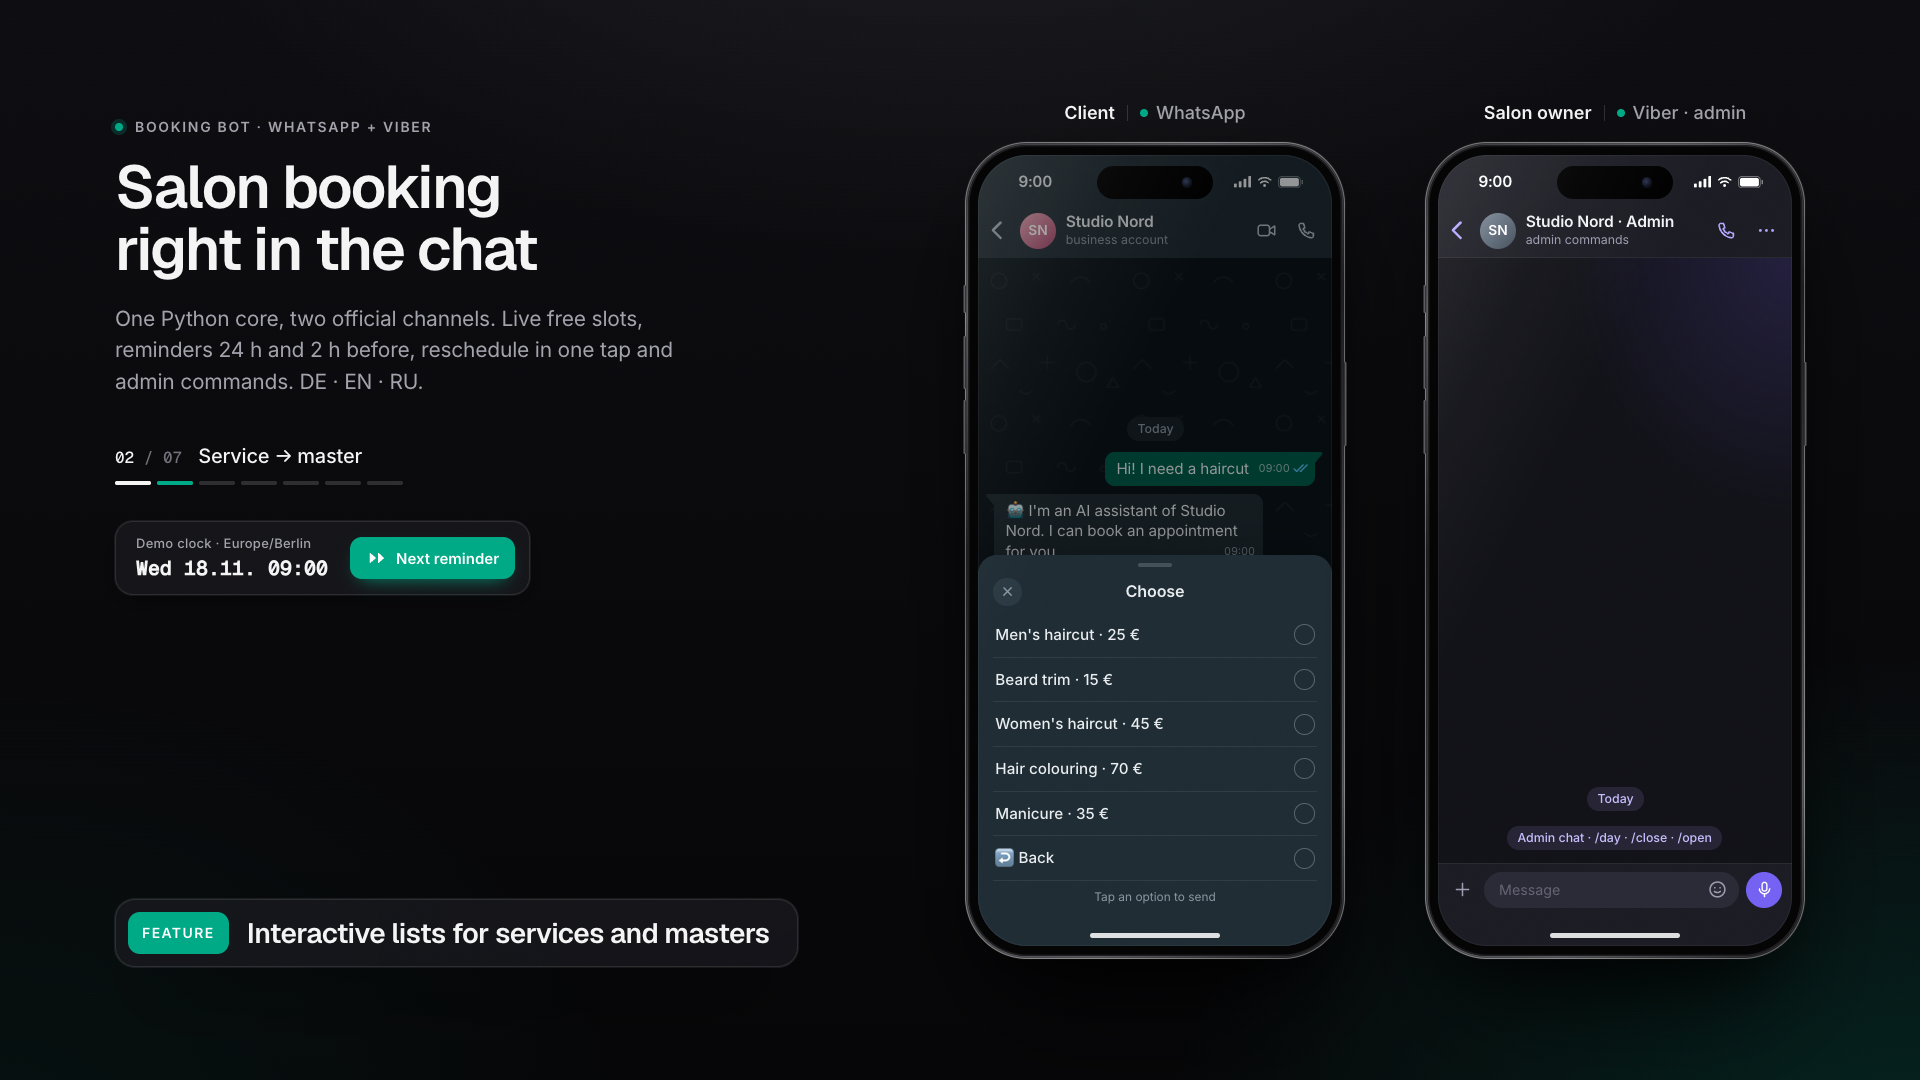 BOOKING BOT · WHATSAPP + VIBER
Salon booking
right in the chat
One Python core, two official channels. Live free slots,
reminders 24 h and 2 h before, reschedule in one tap and
admin commands. DE · EN · RU.
02 / 07 Service → master
Demo clock · Europe/Berlin
Wed 18.11. 09:00
Next reminder
FEATURE
Interactive lists for services and masters
Client
WhatsApp
9:00
SN
Studio Nord
business account
Today
Hi! I need a haircut 09:00
🤖 I'm an AI assistant of Studio
Nord. I can book an appointment
for you 09:00
Choose
Men's haircut · 25 €
Beard trim · 15 €
Women's haircut · 45 €
Hair colouring · 70 €
Manicure · 35 €
↩️ Back
Tap an option to send
Salon owner
Viber · admin
9:00
SN
Studio Nord · Admin
admin commands
Today
Admin chat · /day · /close · /open
Message